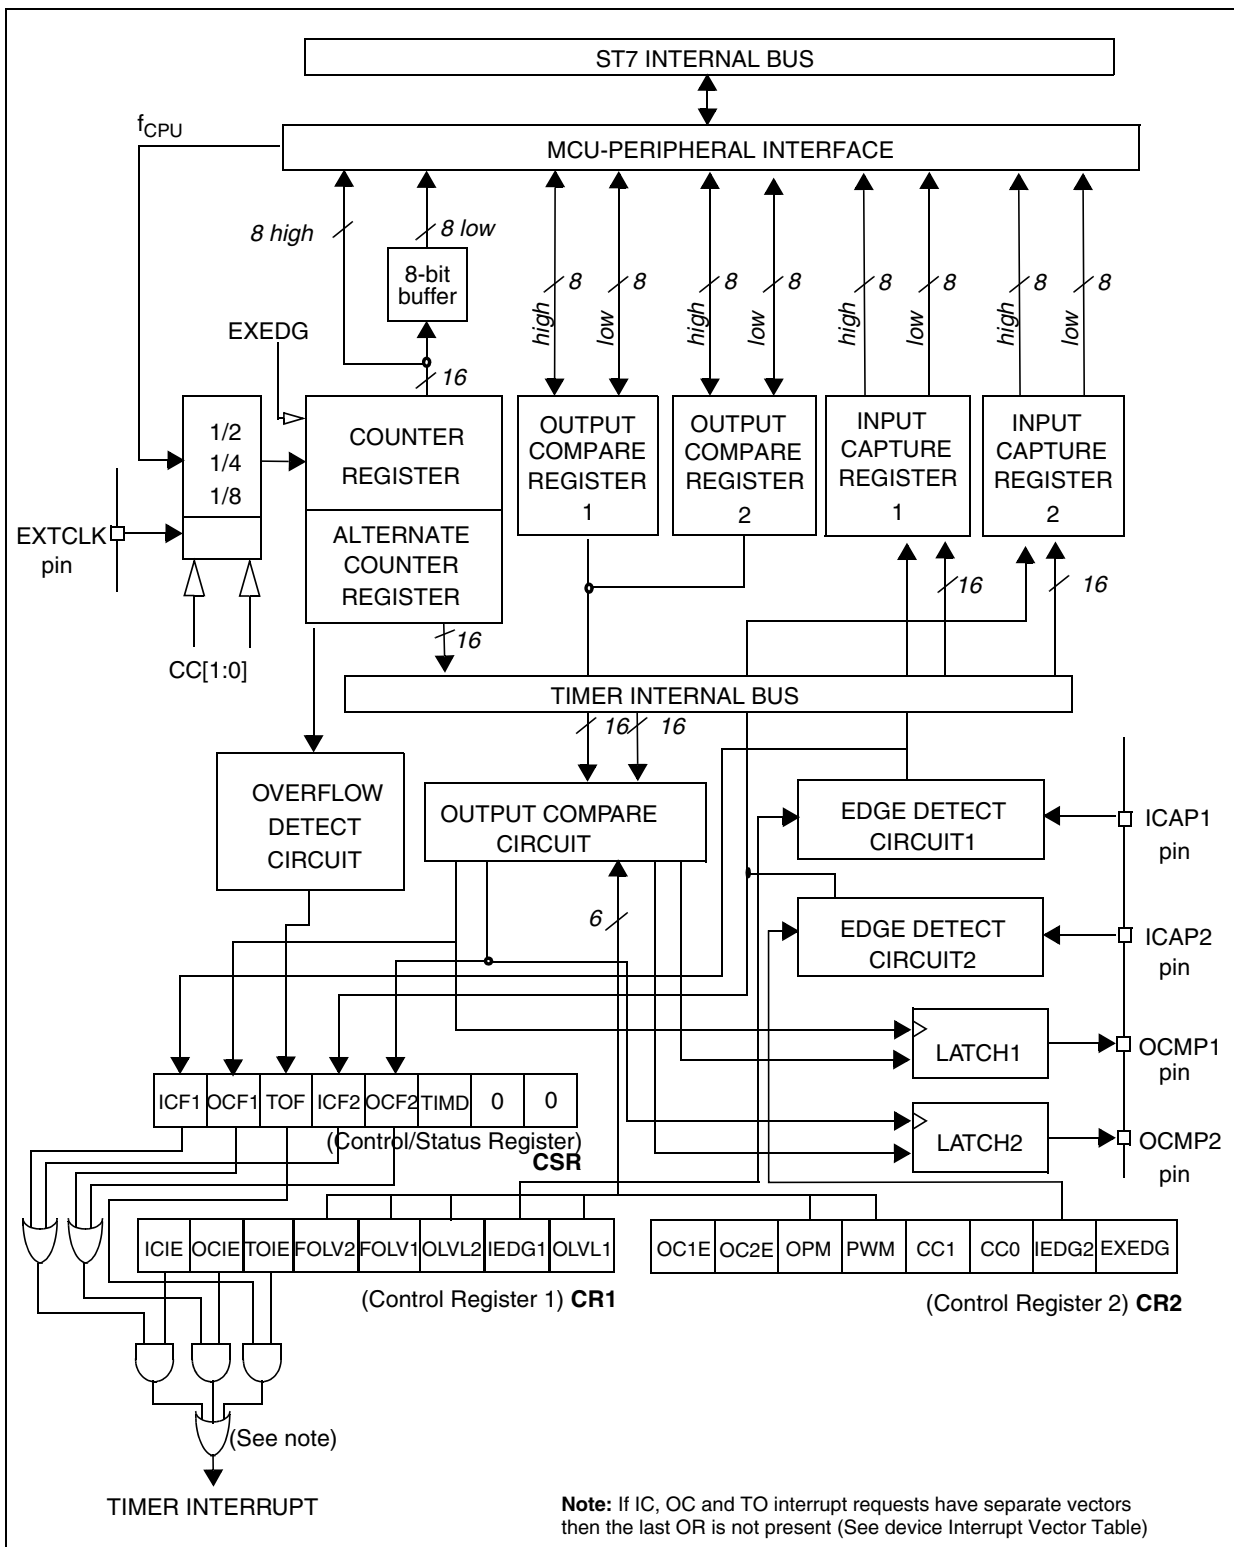 ST7 INTERNAL BUS
fCPU
MCU-PERIPHERAL INTERFACE
8 high
8 low
8-bit
buffer
8
8
8
8
8
8
8
8
high
low
high
low
high
low
high
low
EXEDG
16
1/2
1/4
1/8
COUNTER
REGISTER
OUTPUT
COMPARE
REGISTER
1
OUTPUT
COMPARE
REGISTER
2
INPUT
CAPTURE
REGISTER
1
INPUT
CAPTURE
REGISTER
2
EXTCLK
pin
ALTERNATE
COUNTER
REGISTER
16
16
16
CC[1:0]
TIMER INTERNAL BUS
16
16
OVERFLOW
DETECT
CIRCUIT
OUTPUT COMPARE
CIRCUIT
EDGE DETECT
CIRCUIT1
ICAP1
pin
6
EDGE DETECT
CIRCUIT2
ICAP2
pin
LATCH1
OCMP1
pin
ICF1 OCF1 TOF ICF2 OCF2 TIMD 0 0
(Control/Status Register)
CSR
LATCH2
OCMP2
pin
ICIE OCIE TOIE FOLV2 FOLV1 OLVL2 IEDG1 OLVL1
(Control Register 1) CR1
OC1E OC2E OPM PWM CC1 CC0 IEDG2 EXEDG
(Control Register 2) CR2
(See note)
TIMER INTERRUPT
Note: If IC, OC and TO interrupt requests have separate vectors
then the last OR is not present (See device Interrupt Vector Table)